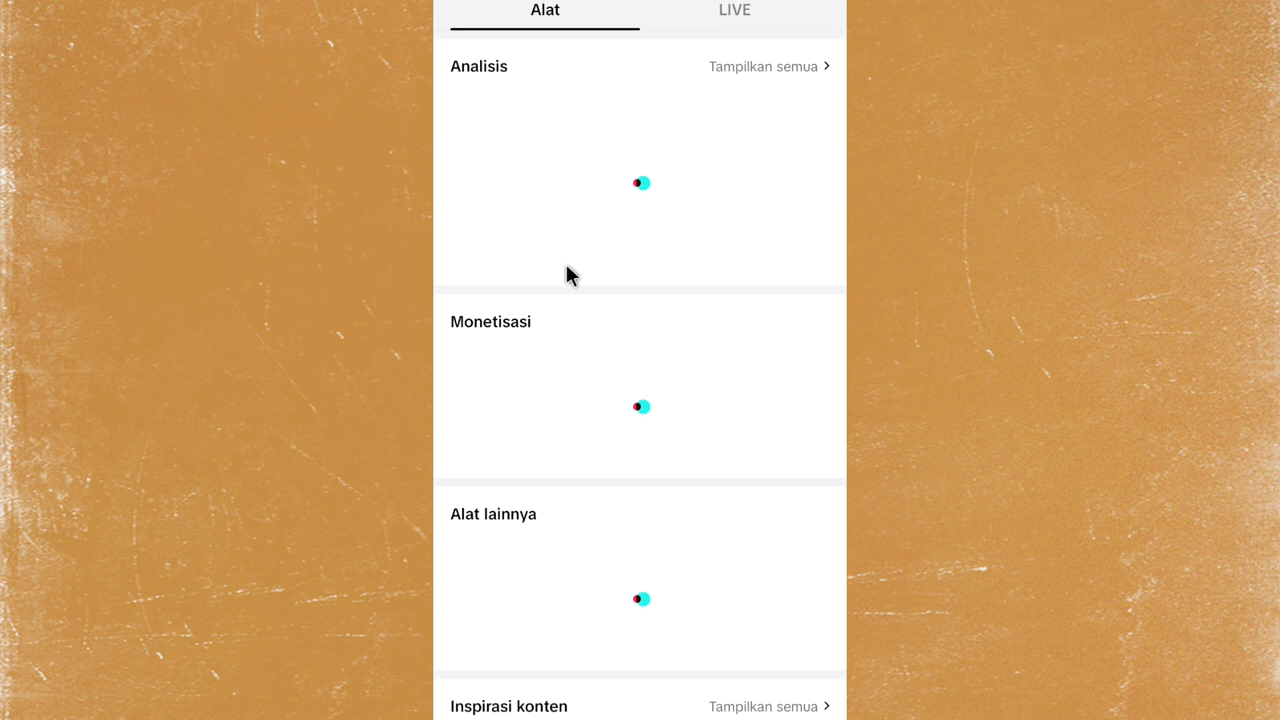 Alat LIVE
Analisis Tampilkan semua
Monetisasi
Alat lainnya
Inspirasi konten Tampilkan semua